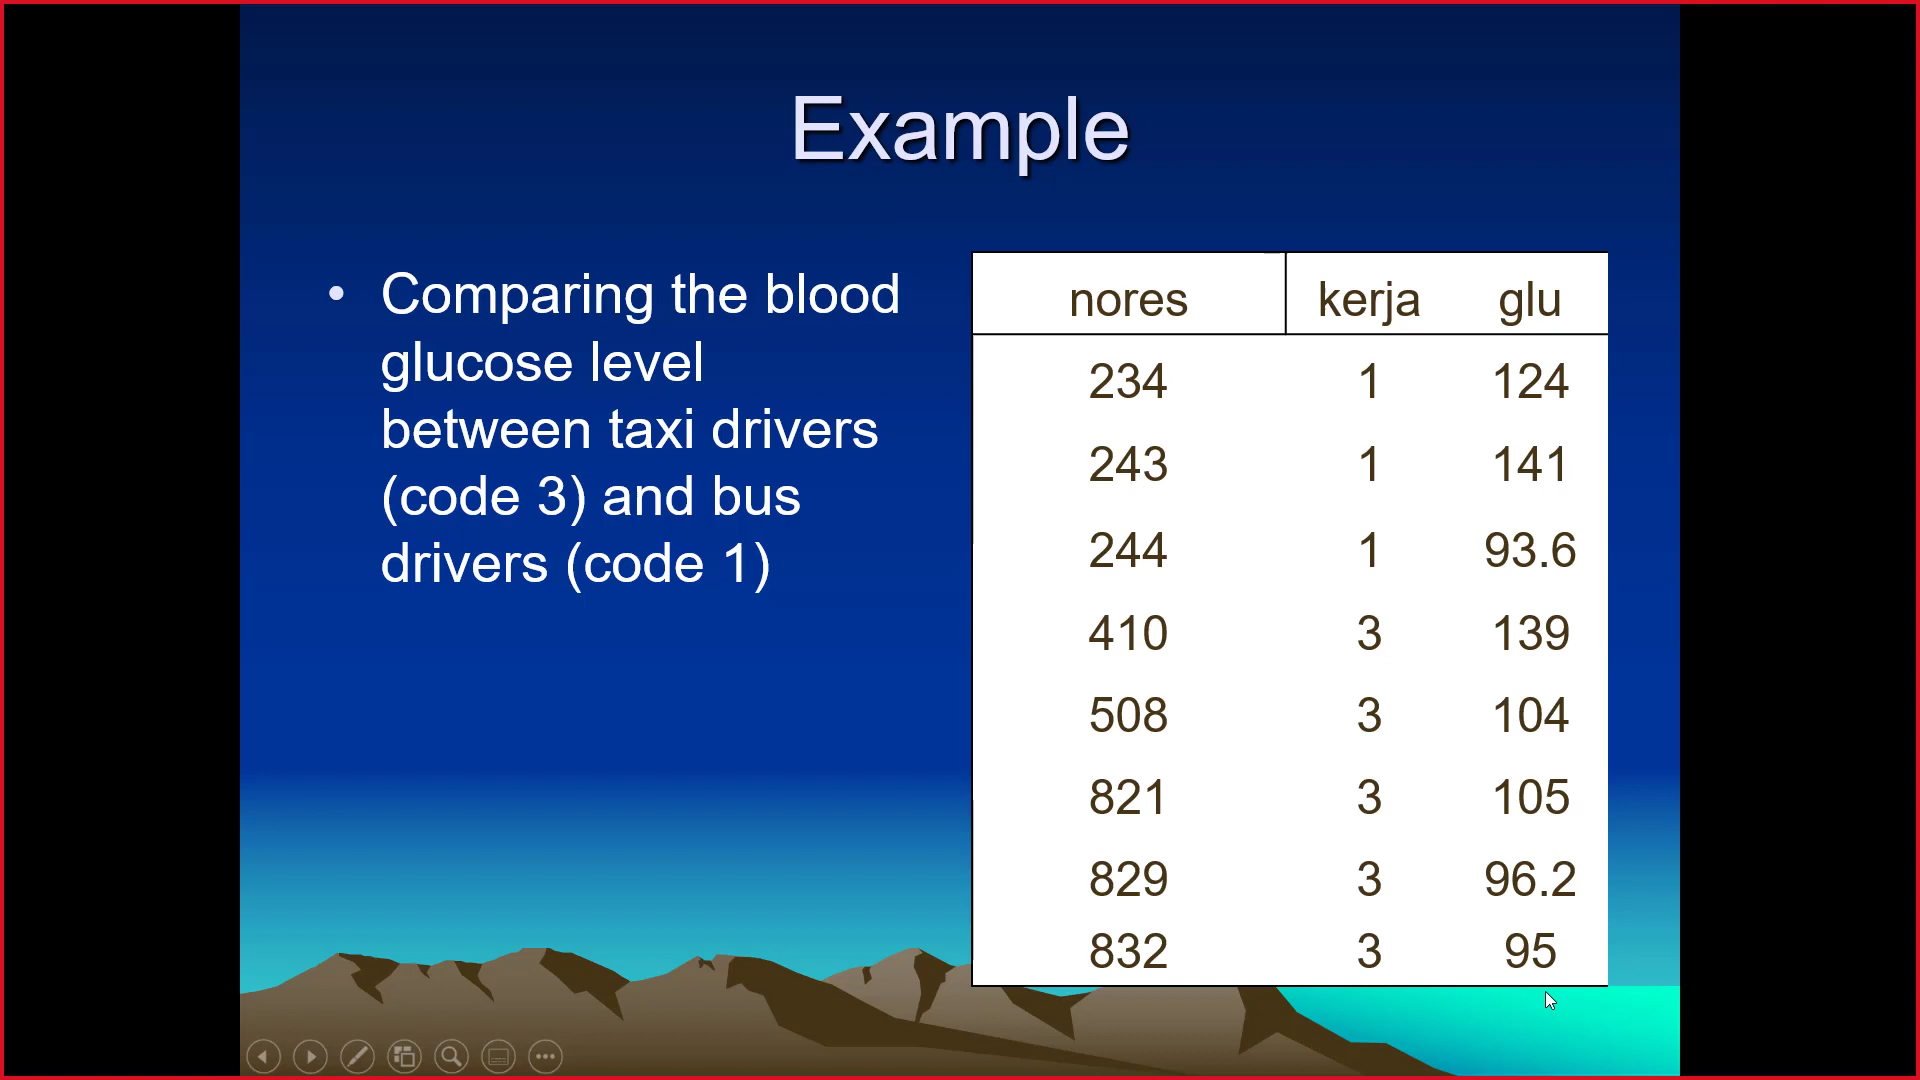 Example
• Comparing the blood
glucose level
between taxi drivers
(code 3) and bus
drivers (code 1)
nores kerja glu
234 1 124
243 1 141
244 1 93.6
410 3 139
508 3 104
821 3 105
829 3 96.2
832 3 95